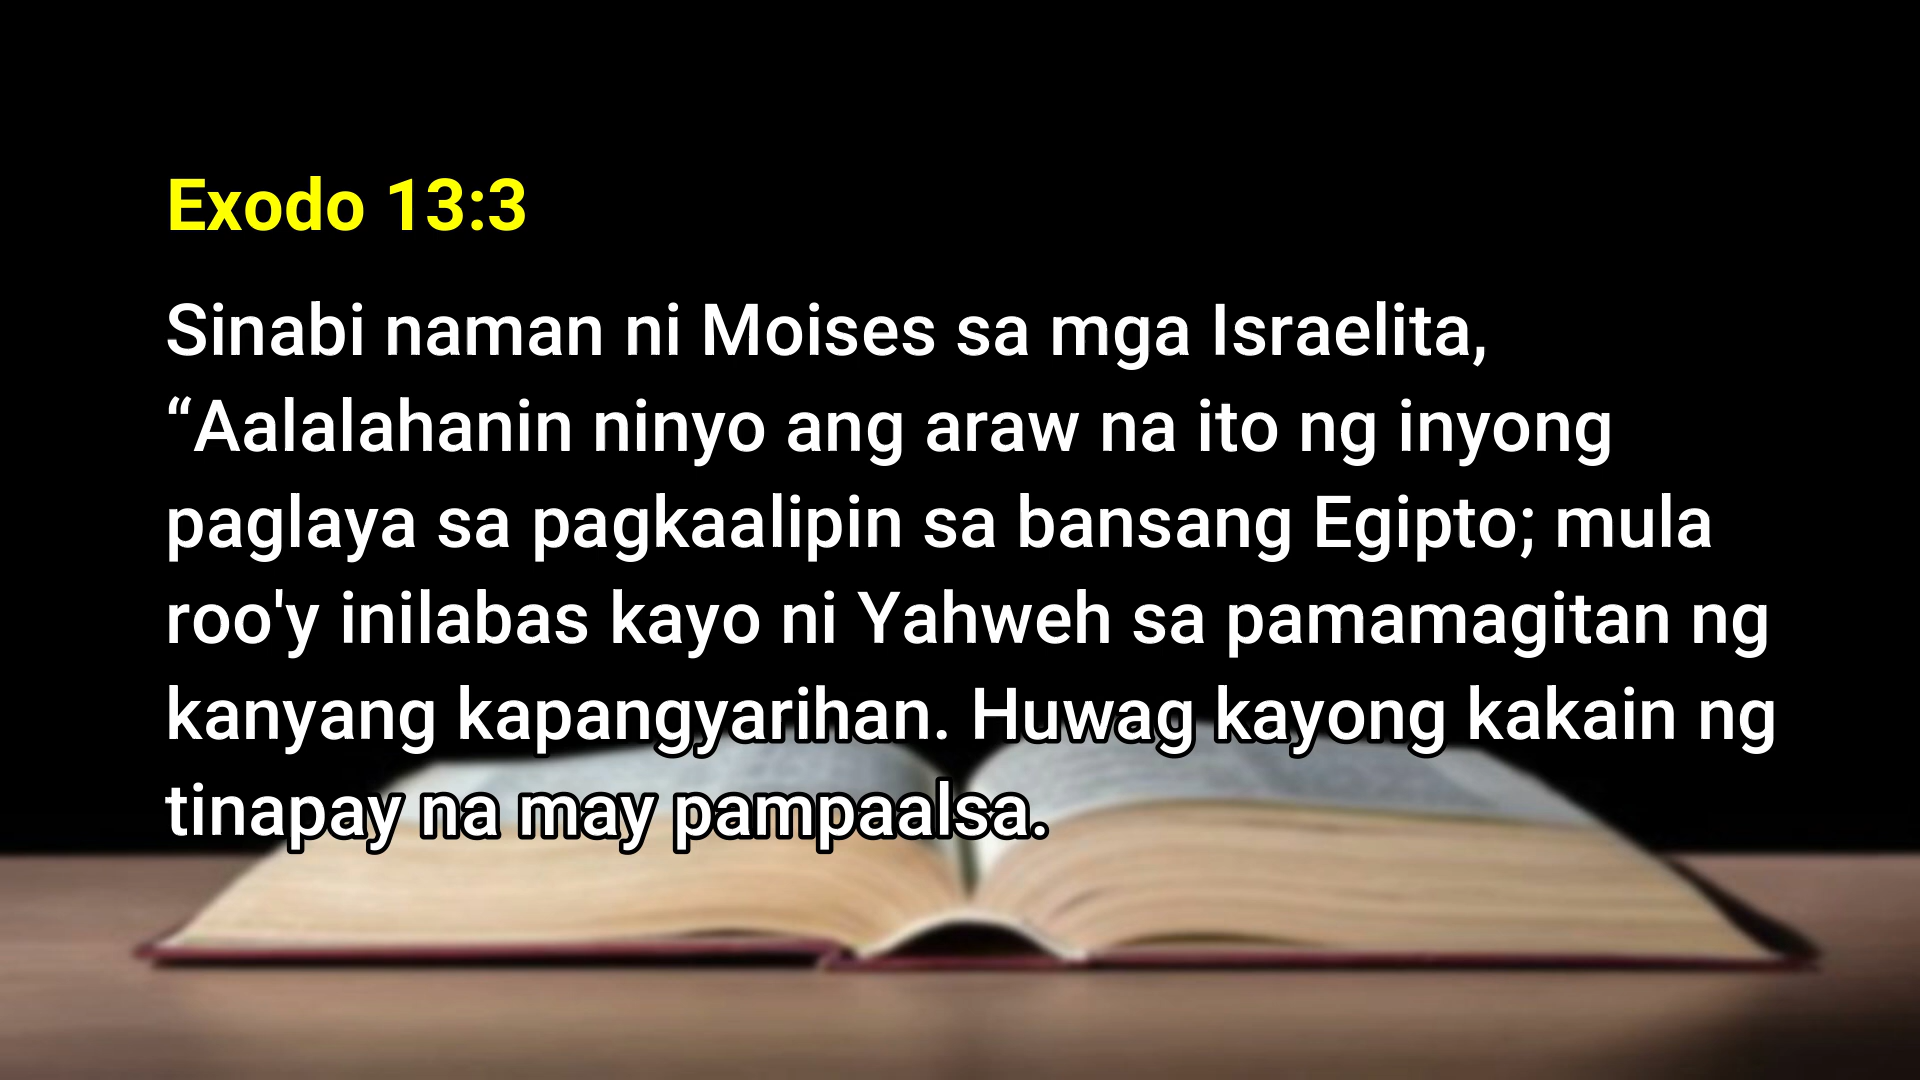 Exodo 13:3
Sinabi naman ni Moises sa mga Israelita,
“Aalalahanin ninyo ang araw na ito ng inyong
paglaya sa pagkaalipin sa bansang Egipto; mula
roo'y inilabas kayo ni Yahweh sa pamamagitan ng
kanyang kapangyarihan. Huwag kayong kakain ng
tinapay na may pampaalsa.